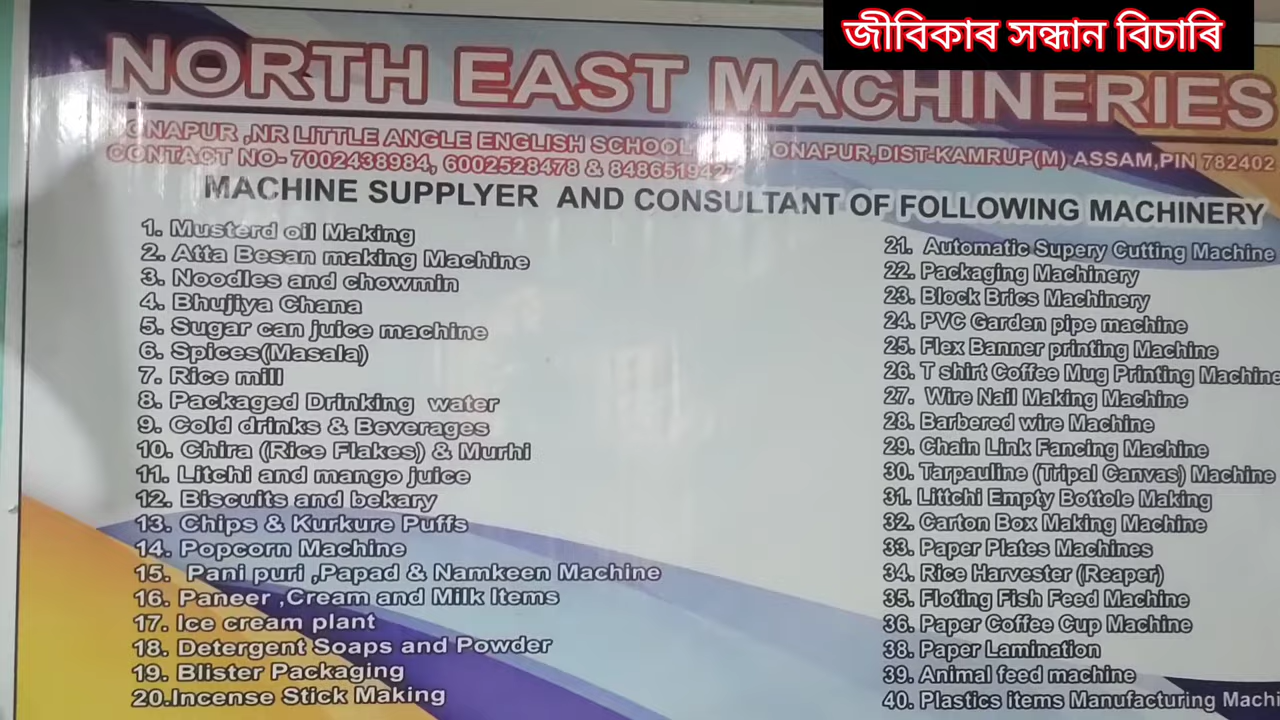 জীৱিকাৰ সন্ধান বিচাৰি
NORTH EAST MACHINERIES
ONAPUR ,NR LITTLE ANGLE ENGLISH SCHOOL ONAPUR,DIST-KAMRUP(M) ASSAM,PIN 782402
CONTACT NO- 7002438984, 6002528478 &
MACHINE SUPPLYER AND CONSULTANT OF FOLLOWING MACHINERY
1. Musterd oil Making
2. Atta Besan making Machine
3. Noodles and chowmin
4. Bhujiya Chana
5. Sugar can juice machine
6. Spices(Masala)
7. Rice mill
8. Packaged Drinking water
9. Cold drinks & Beverages
10. Chira (Rice Flakes) & Murhi
11. Litchi and mango juice
12. Biscuits and bekary
13. Chips & Kurkure Puffs
14. Popcorn Machine
15. Pani puri ,Papad & Namkeen Machine
16. Paneer ,Cream and Milk Items
17. Ice cream plant
18. Detergent Soaps and Powder
19. Blister Packaging
20.Incense Stick Making
21. Automatic Supery Cutting Machine
22. Packaging Machinery
23. Block Brics Machinery
24. PVC Garden pipe machine
25. Flex Banner printing Machine
26. T shirt Coffee Mug Printing Machine
27. Wire Nail Making Machine
28. Barbered wire Machine
29. Chain Link Fancing Machine
30. Tarpauline (Tripal Canvas) Machine
31. Littchi Empty Bottole Making
32. Carton Box Making Machine
33. Paper Plates Machines
34. Rice Harvester (Reaper)
35. Floting Fish Feed Machine
36. Paper Coffee Cup Machine
38. Paper Lamination
39. Animal feed machine
40. Plastics items Manufacturing Machi